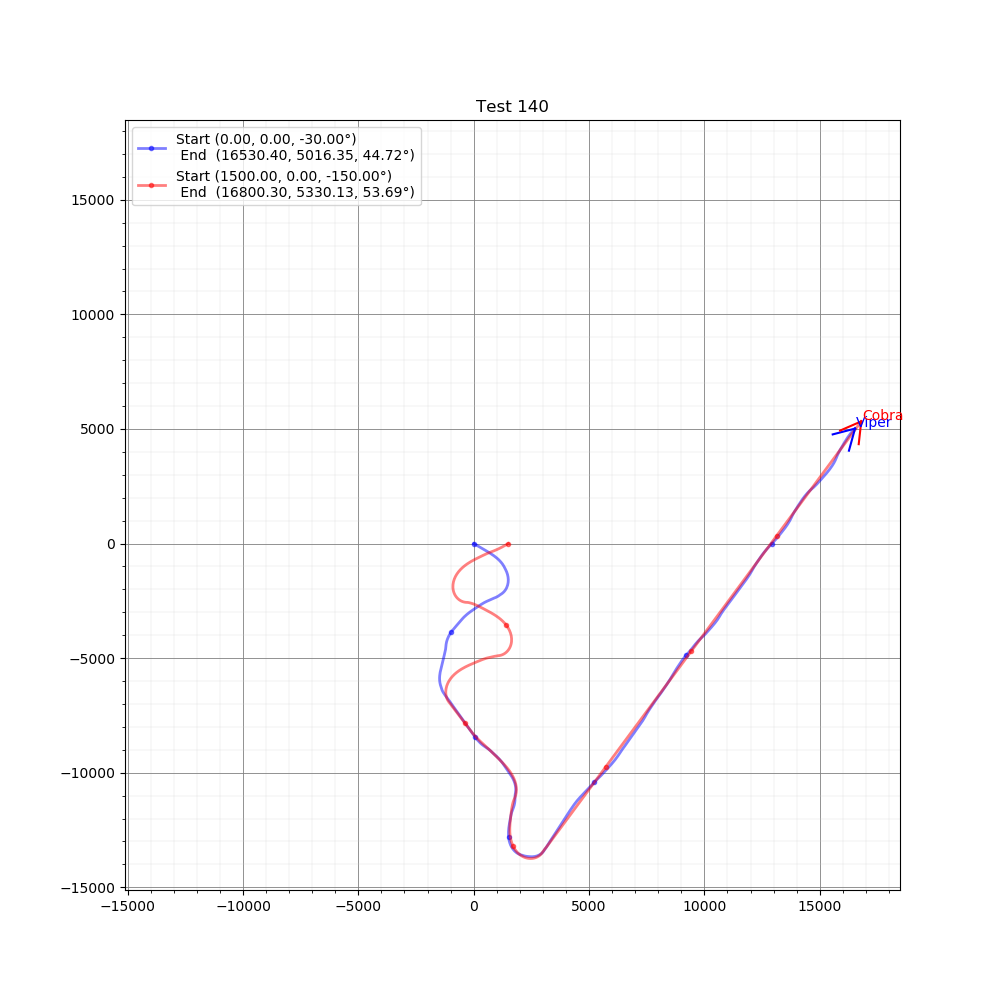 Test 140
Start (0.00, 0.00, -30.00°)
End (16530.40, 5016.35, 44.72°)
Start (1500.00, 0.00, -150.00°)
End (16800.30, 5330.13, 53.69°)
15000
10000
5000
0
−5000
−10000
−15000
Cobra
Viper
−15000 −10000 −5000 0 5000 10000 15000